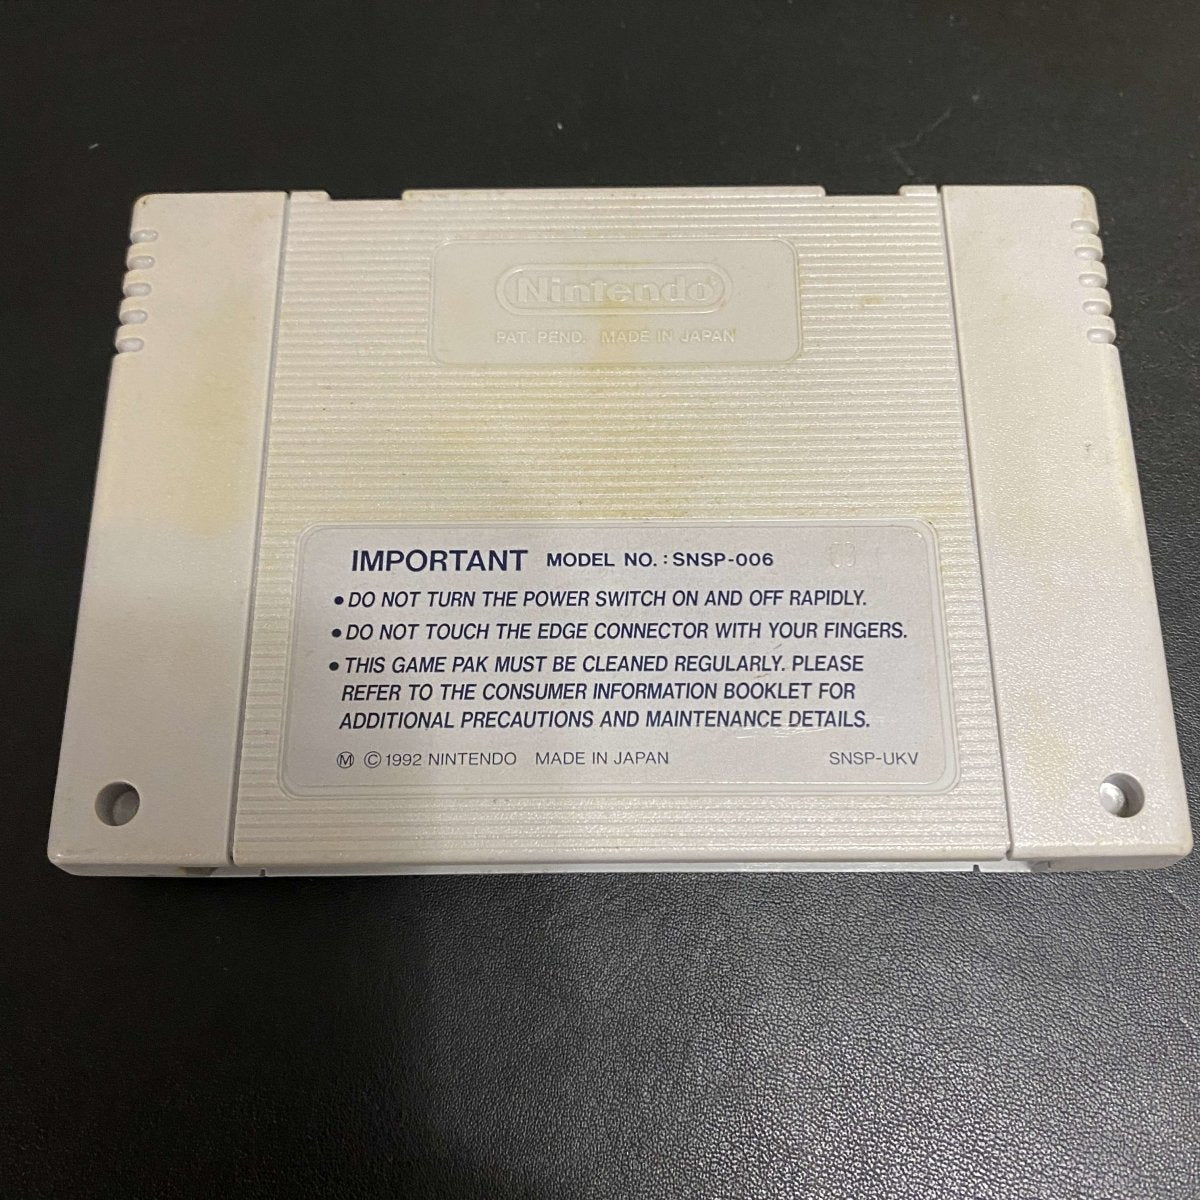 Nintendo
PAT. PEND. MADE IN JAPAN
IMPORTANT MODEL NO. : SNSP-006
• DO NOT TURN THE POWER SWITCH ON AND OFF RAPIDLY.
• DO NOT TOUCH THE EDGE CONNECTOR WITH YOUR FINGERS.
• THIS GAME PAK MUST BE CLEANED REGULARLY. PLEASE
REFER TO THE CONSUMER INFORMATION BOOKLET FOR
ADDITIONAL PRECAUTIONS AND MAINTENANCE DETAILS.
Ⓜ © 1992 NINTENDO MADE IN JAPAN SNSP-UKV